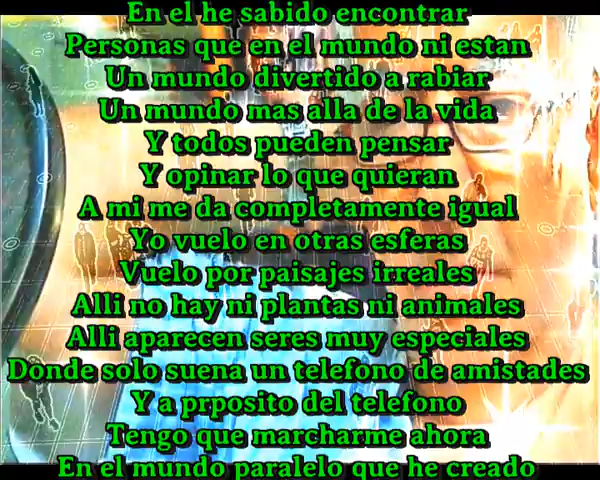 En el he sabido encontrar
Personas que en el mundo ni estan
Un mundo divertido a rabiar
Un mundo mas alla de la vida
Y todos pueden pensar
Y opinar lo que quieran
A mi me da completamente igual
Yo vuelo en otras esferas
Vuelo por paisajes irreales
Alli no hay ni plantas ni animales
Alli aparecen seres muy especiales
Donde solo suena un telefono de amistades
Y a prposito del telefono
Tengo que marcharme ahora
En el mundo paralelo que he creado